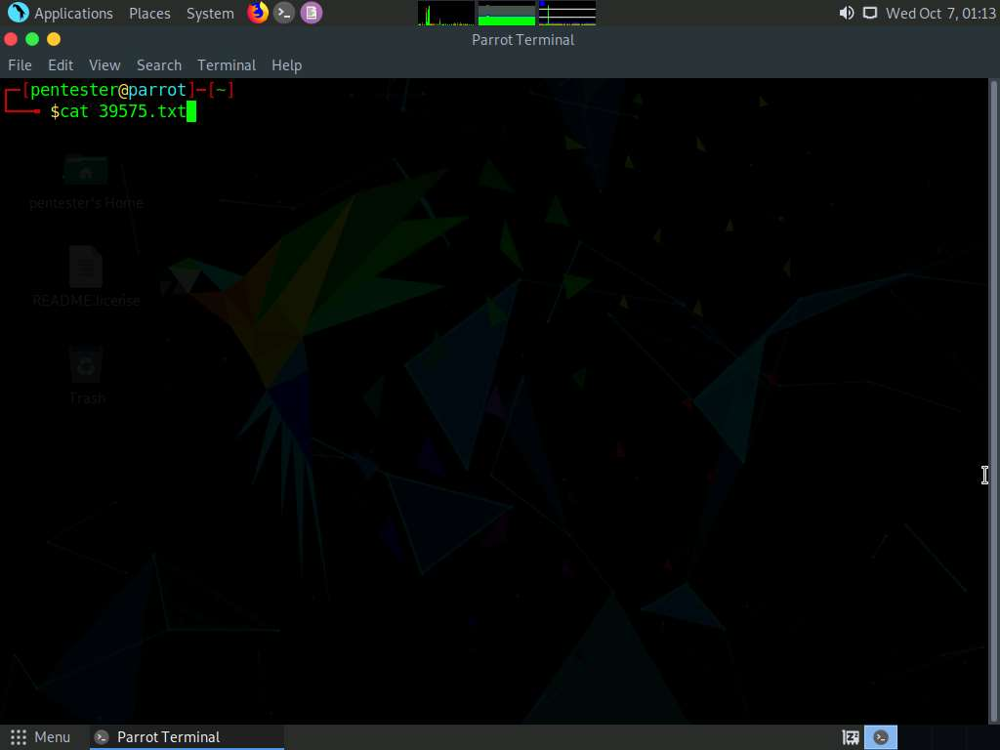 Applications Places System Wed Oct 7, 01:13
Parrot Terminal
File Edit View Search Terminal Help
[pentester@parrot]-[~]
$cat 39575.txt
pentester's Home
README.license
Trash
Menu Parrot Terminal